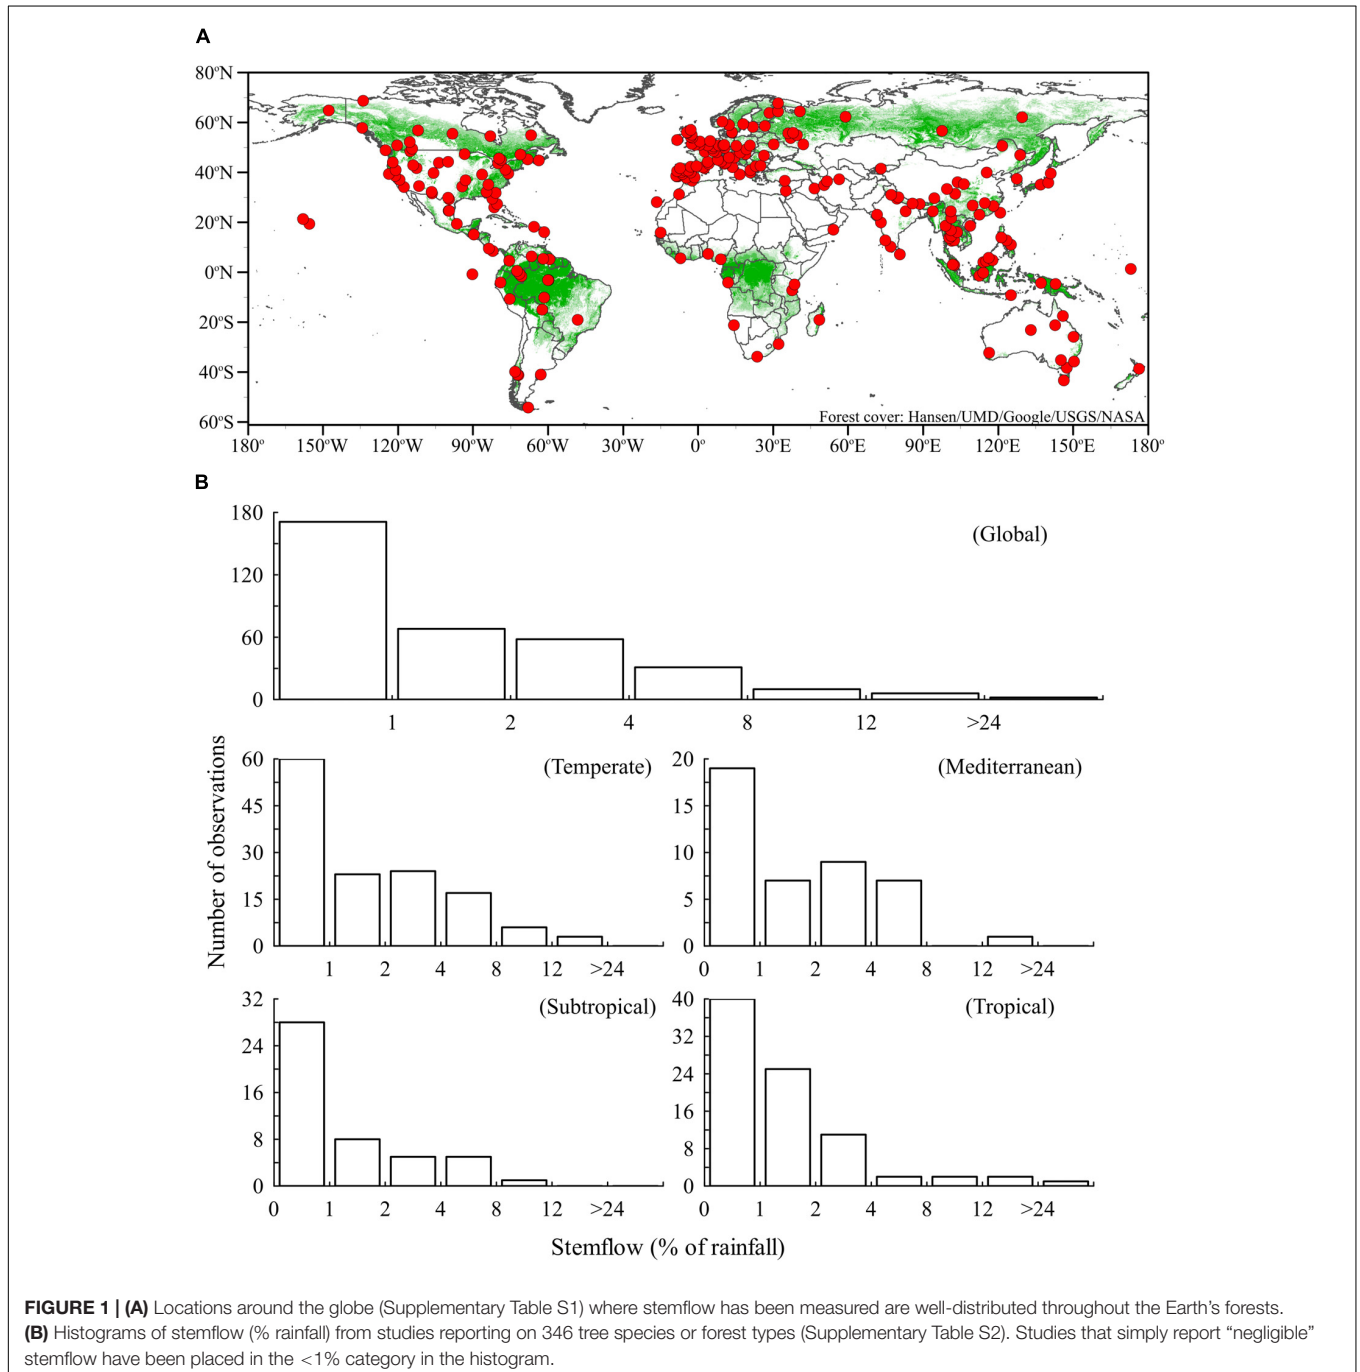 A
80°N
60°N
40°N
20°N
0°N
20°S
40°S
60°S
Forest cover: Hansen/UMD/Google/USGS/NASA
180° 150°W 120°W 90°W 60°W 30°W 0° 30°E 60°E 90°E 120°E 150°E 180°
B
180
120
60
0
(Global)
1 2 4 8 12 >24
Number of observations
60
45
30
15
0
(Temperate)
1 2 4 8 12 >24
20
15
10
5
0
(Mediterranean)
0 1 2 4 8 12 >24
32
24
16
8
0
(Subtropical)
0 1 2 4 8 12 >24
40
32
24
16
8
0
(Tropical)
0 1 2 4 8 12 >24
Stemflow (% of rainfall)
FIGURE 1 | (A) Locations around the globe (Supplementary Table S1) where stemflow has been measured are well-distributed throughout the Earth's forests.
(B) Histograms of stemflow (% rainfall) from studies reporting on 346 tree species or forest types (Supplementary Table S2). Studies that simply report "negligible"
stemflow have been placed in the <1% category in the histogram.